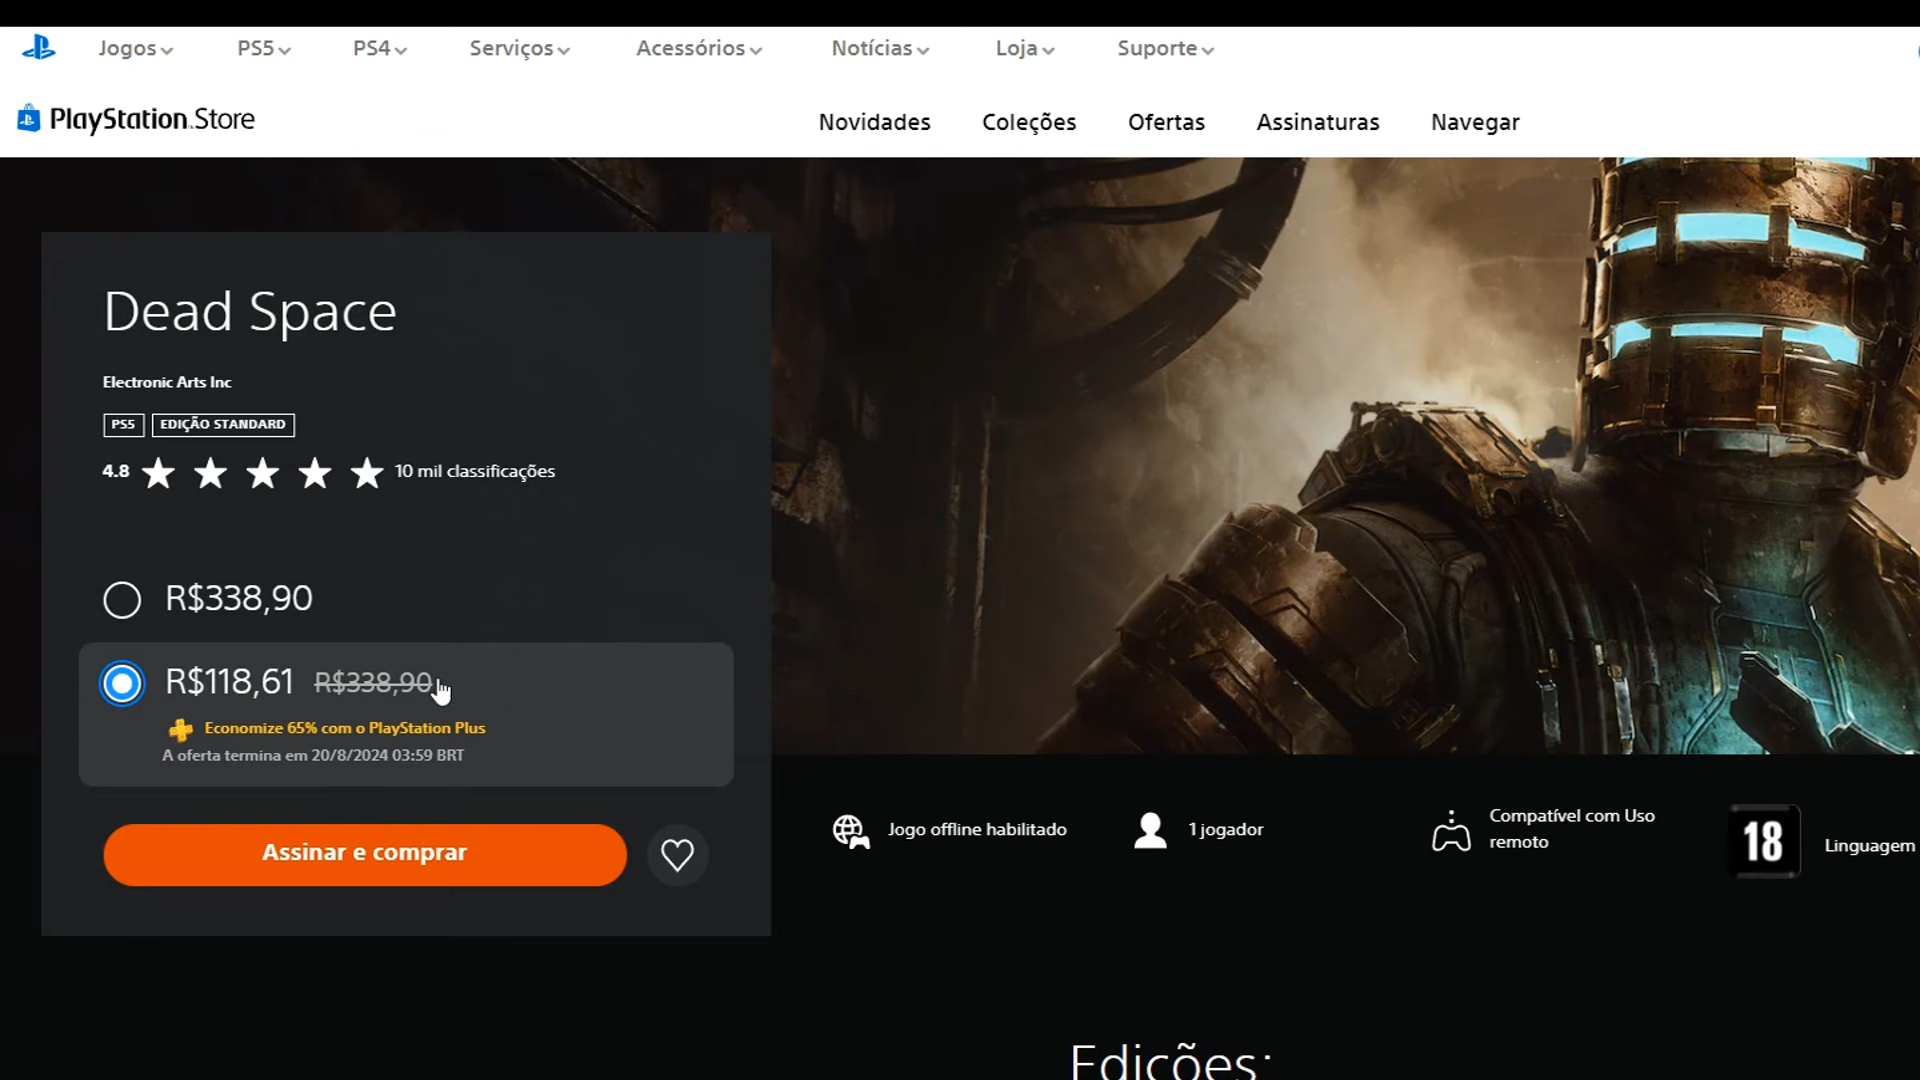 Jogos PS5 PS4 Serviços Acessórios Notícias Loja Suporte
PlayStation Store
Novidades Coleções Ofertas Assinaturas Navegar
Dead Space
Electronic Arts Inc
PS5 EDIÇÃO STANDARD
4.8 10 mil classificações
R$338,90
R$118,61 R$338,90
Economize 65% com o PlayStation Plus
A oferta termina em 20/8/2024 03:59 BRT
Assinar e comprar
Jogo offline habilitado
1 jogador
Compatível com Uso
remoto
18
Linguagem
Edições: